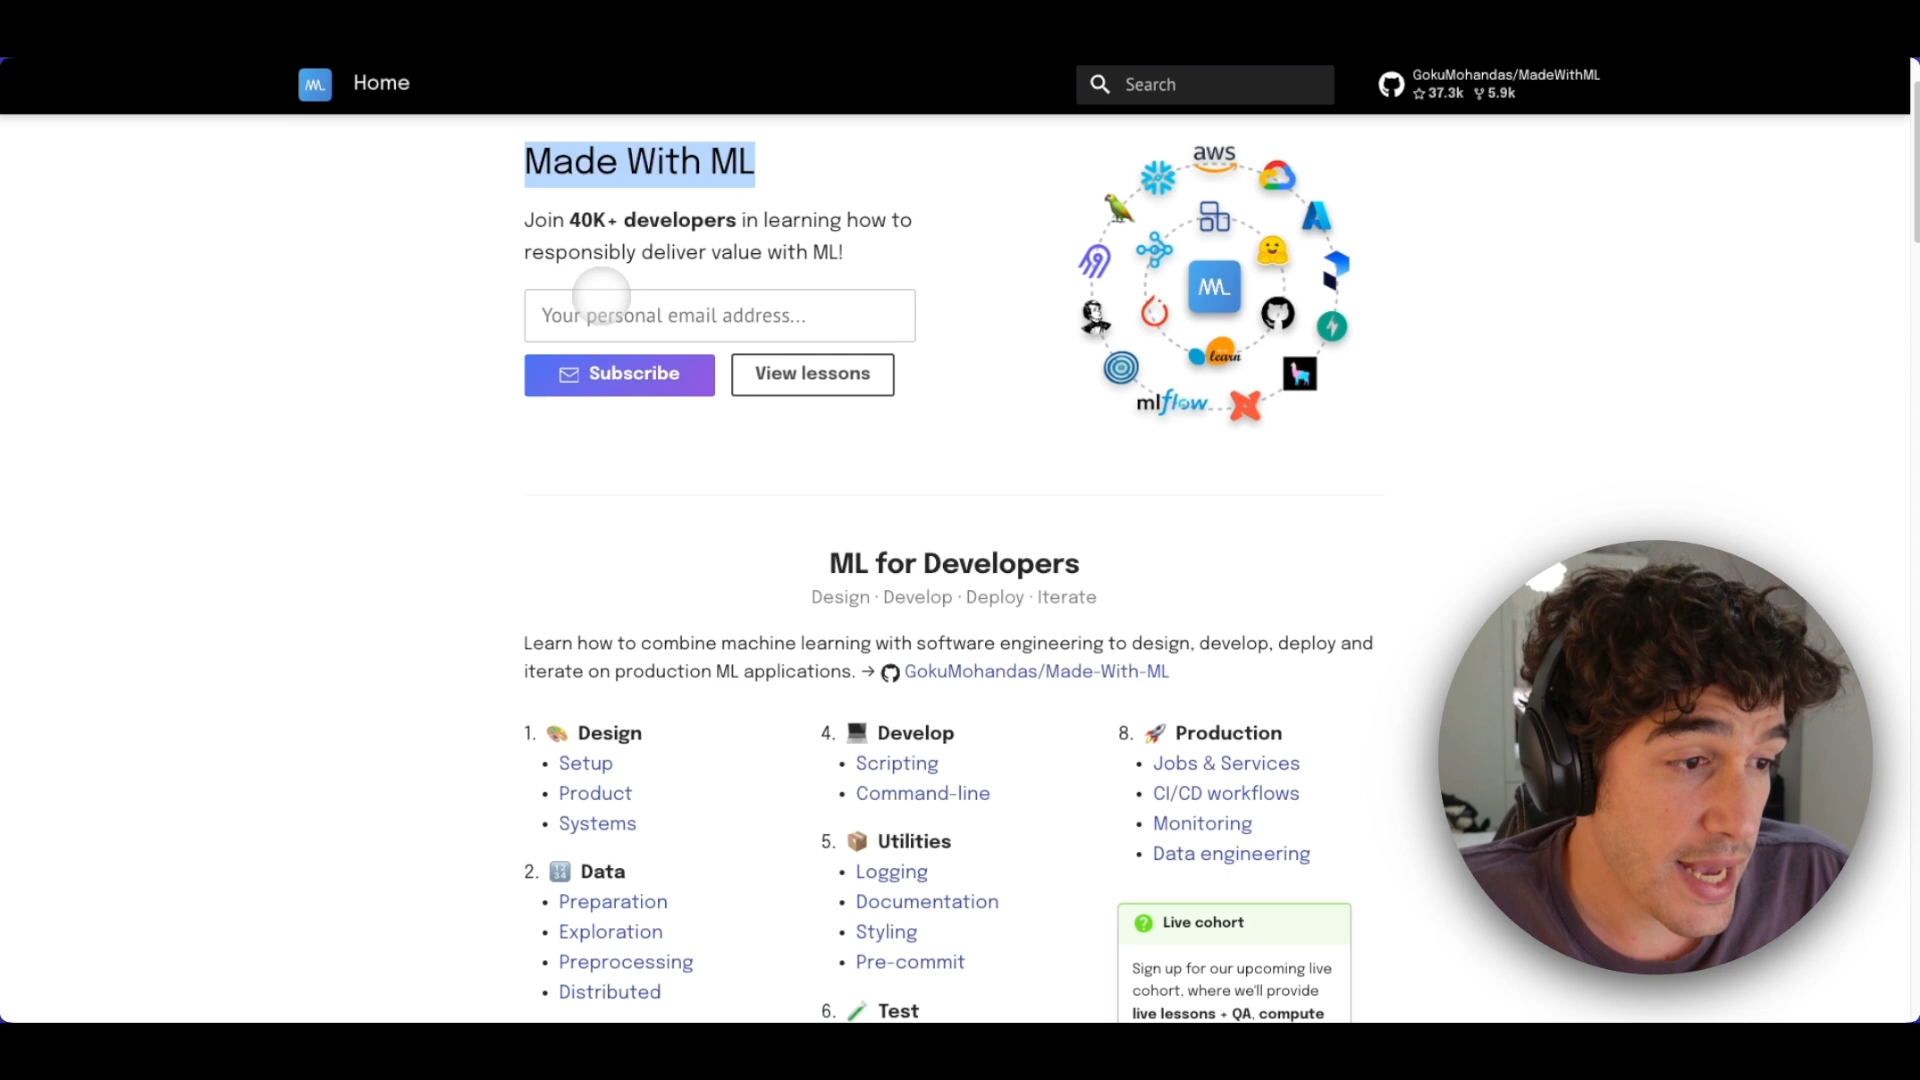 Home
Search
GokuMohandas/MadeWithML
37.3k 5.9k
Made With ML
Join 40K+ developers in learning how to
responsibly deliver value with ML!
Your personal email address...
Subscribe
View lessons
aws
learn
mlflow
ML for Developers
Design · Develop · Deploy · Iterate
Learn how to combine machine learning with software engineering to design, develop, deploy and
iterate on production ML applications. → GokuMohandas/Made-With-ML
1. 🎨 Design
• Setup
• Product
• Systems
2. 🔢 Data
• Preparation
• Exploration
• Preprocessing
• Distributed
4. 💻 Develop
• Scripting
• Command-line
5. 📦 Utilities
• Logging
• Documentation
• Styling
• Pre-commit
6. 🧪 Test
8. 🚀 Production
• Jobs & Services
• CI/CD workflows
• Monitoring
• Data engineering
Live cohort
Sign up for our upcoming live
cohort, where we'll provide
live lessons + QA, compute